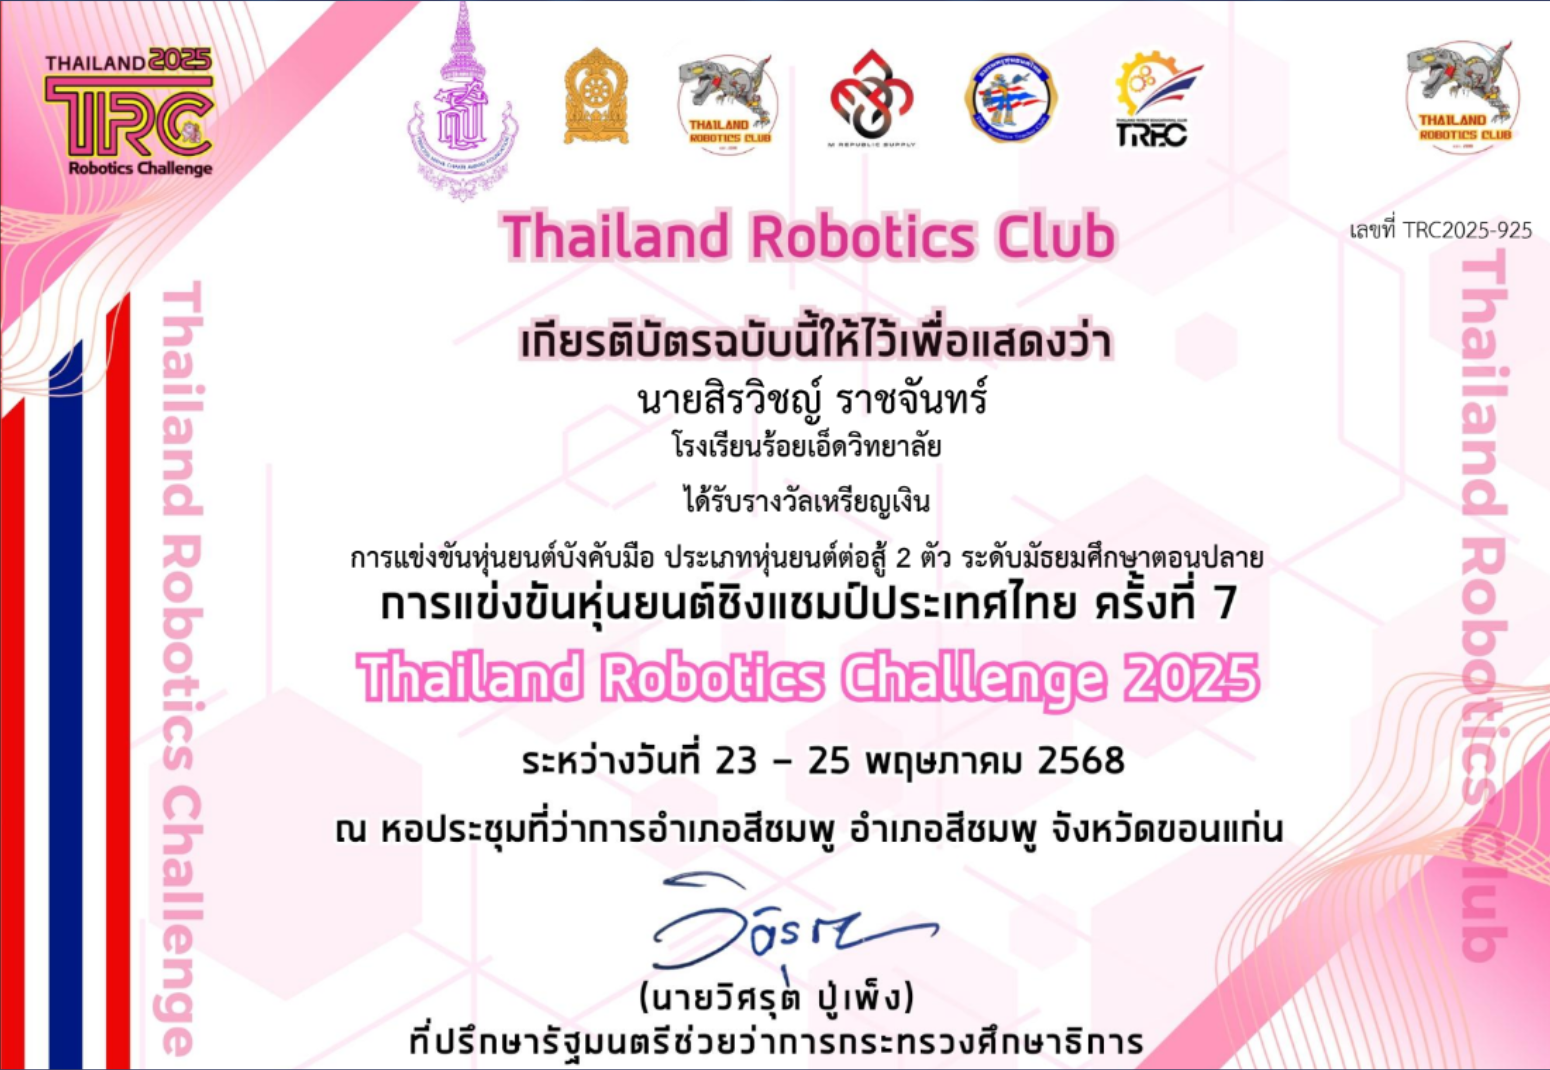 THAILAND 2025
TRC
Robotics Challenge
THAILAND
ROBOTICS CLUB
M REPUBLIC SUPPLY
TREC
THAILAND
ROBOTICS CLUB
Thailand Robotics Club
เลขที่ TRC2025-925
เกียรติบัตรฉบับนี้ให้ไว้เพื่อแสดงว่า
นายสิรวิชญ์ ราชจันทร์
โรงเรียนร้อยเอ็ดวิทยาลัย
ได้รับรางวัลเหรียญเงิน
การแข่งขันหุ่นยนต์บังคับมือ ประเภทหุ่นยนต์ต่อสู้ 2 ตัว ระดับมัธยมศึกษาตอนปลาย
การแข่งขันหุ่นยนต์ชิงแชมป์ประเทศไทย ครั้งที่ 7
Thailand Robotics Challenge 2025
ระหว่างวันที่ 23 – 25 พฤษภาคม 2568
ณ หอประชุมที่ว่าการอำเภอสีชมพู อำเภอสีชมพู จังหวัดขอนแก่น
(นายวิศรุต ปู่เพ็ง)
ที่ปรึกษารัฐมนตรีช่วยว่าการกระทรวงศึกษาธิการ
Thailand Robotics Challenge
Thailand Robotics Club